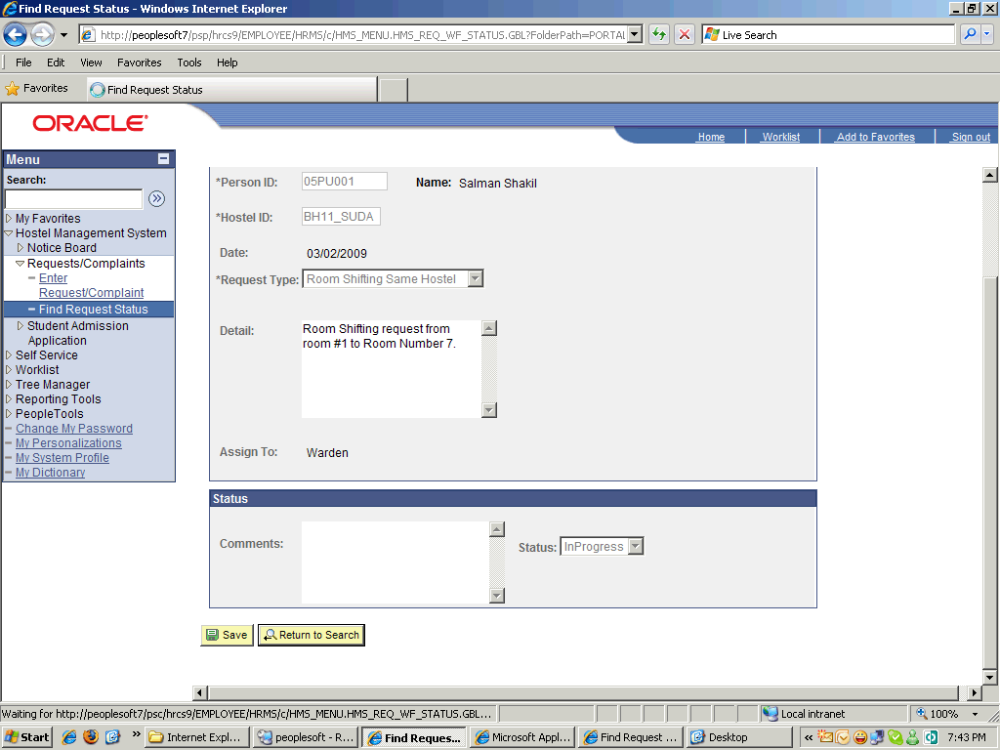 Find Request Status - Windows Internet Explorer
http://peoplesoft7/psp/hrcs9/EMPLOYEE/HRMS/c/HMS_MENU.HMS_REQ_WF_STATUS.GBL?FolderPath=PORTAL
Live Search
File Edit View Favorites Tools Help
Favorites Find Request Status
ORACLE
Home Worklist Add to Favorites Sign out
Menu
Search:
My Favorites
Hostel Management System
Notice Board
Requests/Complaints
Enter
Request/Complaint
Find Request Status
Student Admission
Application
Self Service
Worklist
Tree Manager
Reporting Tools
PeopleTools
Change My Password
My Personalizations
My System Profile
My Dictionary
*Person ID: 05PU001 Name: Salman Shakil
*Hostel ID: BH11_SUDA
Date: 03/02/2009
*Request Type: Room Shifting Same Hostel
Detail: Room Shifting request from
room #1 to Room Number 7.
Assign To: Warden
Status
Comments: Status: InProgress
Save Return to Search
Waiting for http://peoplesoft7/psc/hrcs9/EMPLOYEE/HRMS/c/HMS_MENU.HMS_REQ_WF_STATUS.GBL... Local intranet 100%
Start » Internet Expl... peoplesoft - R... Find Reques... Microsoft Appl... Find Request ... Desktop « 7:43 PM